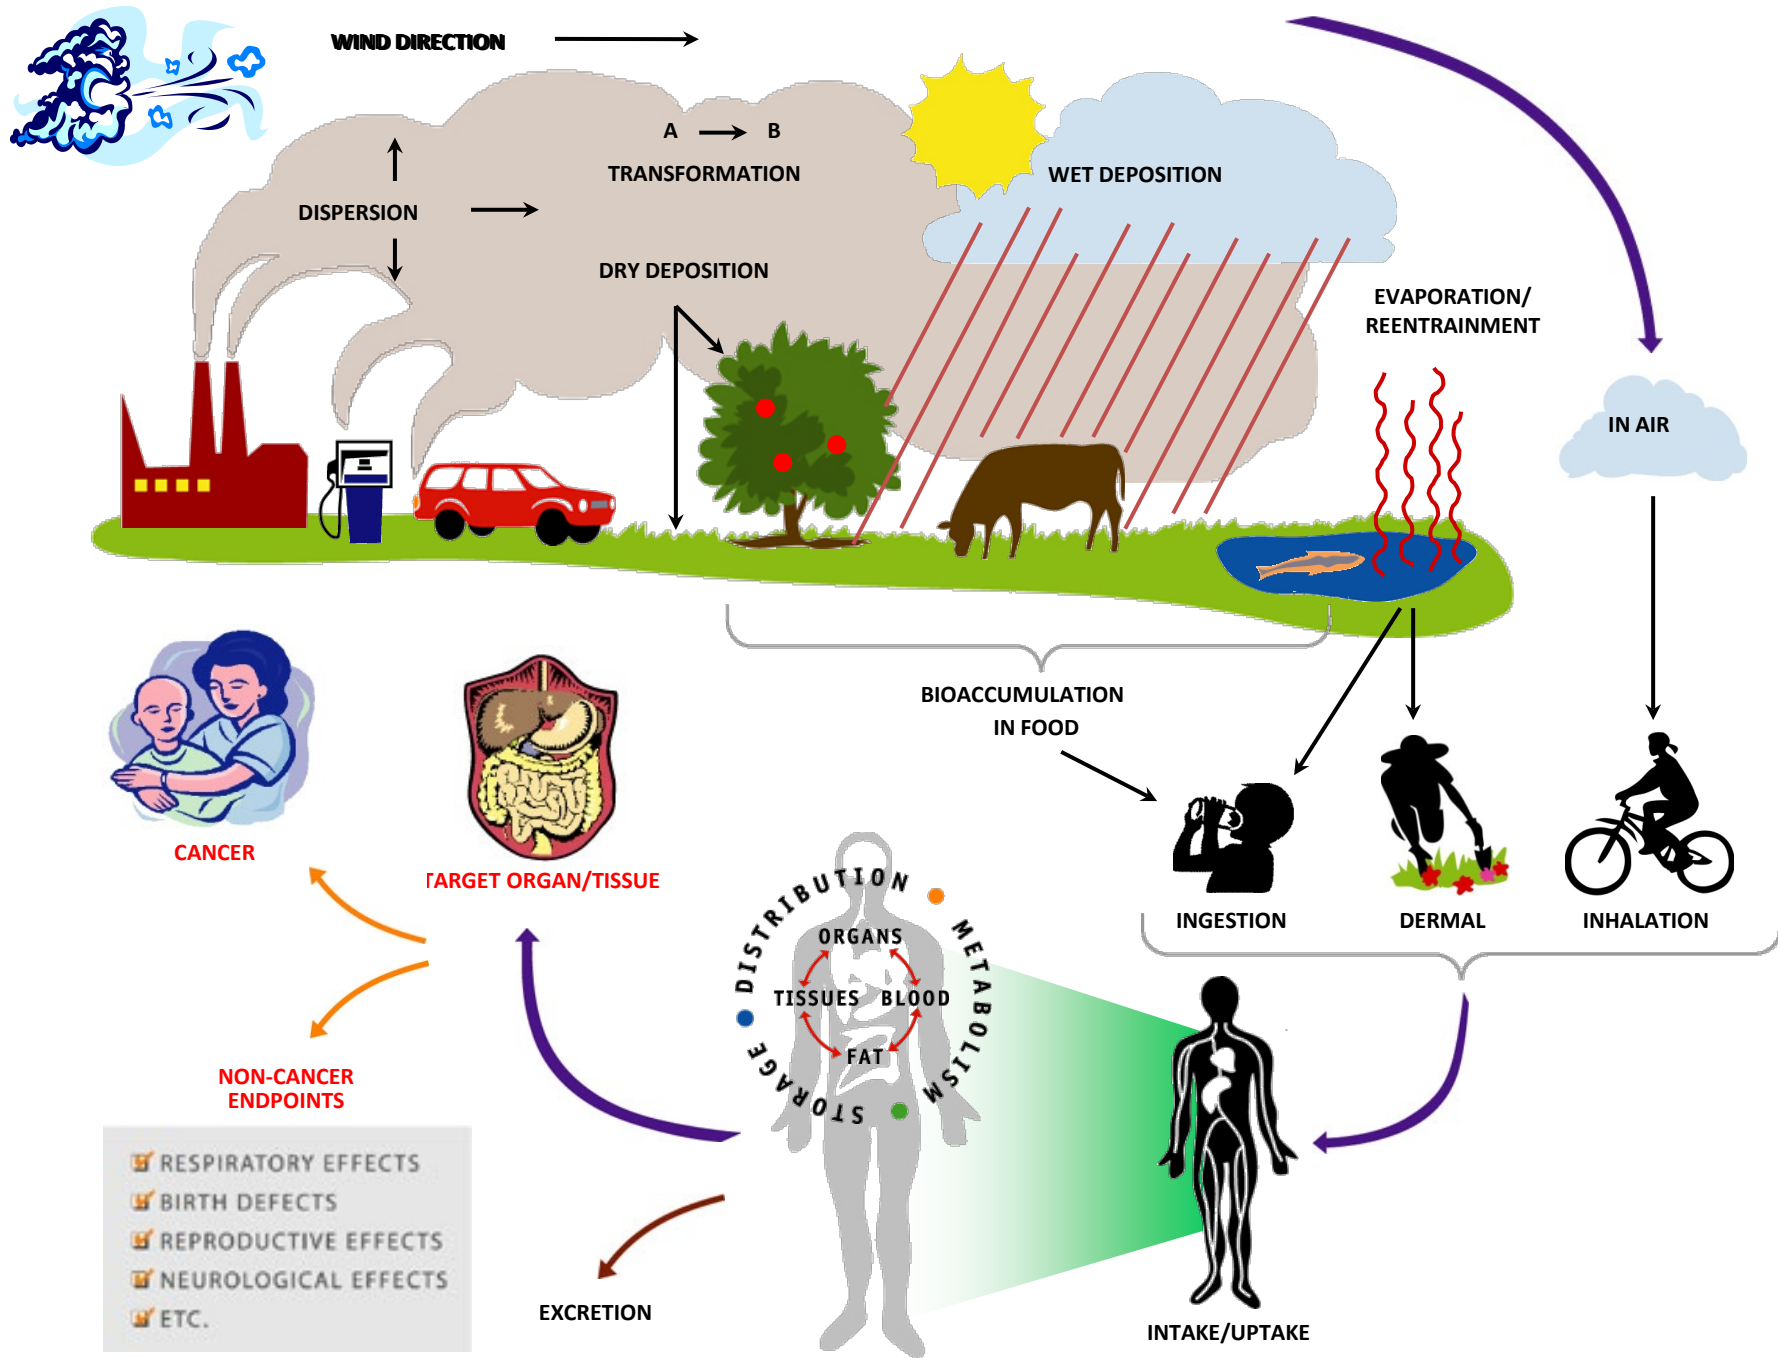 WIND DIRECTION
A
B
TRANSFORMATION
WET DEPOSITION
DISPERSION
DRY DEPOSITION
EVAPORATION/
REENTRAINMENT
IN AIR
BIOACCUMULATION
IN FOOD
CANCER
TARGET ORGAN/TISSUE
INGESTION
DERMAL
INHALATION
DISTRIBUTION
METABOLISM
STORAGE
ORGANS
TISSUES
BLOOD
FAT
NON-CANCER
ENDPOINTS
RESPIRATORY EFFECTS
BIRTH DEFECTS
REPRODUCTIVE EFFECTS
NEUROLOGICAL EFFECTS
ETC.
EXCRETION
INTAKE/UPTAKE